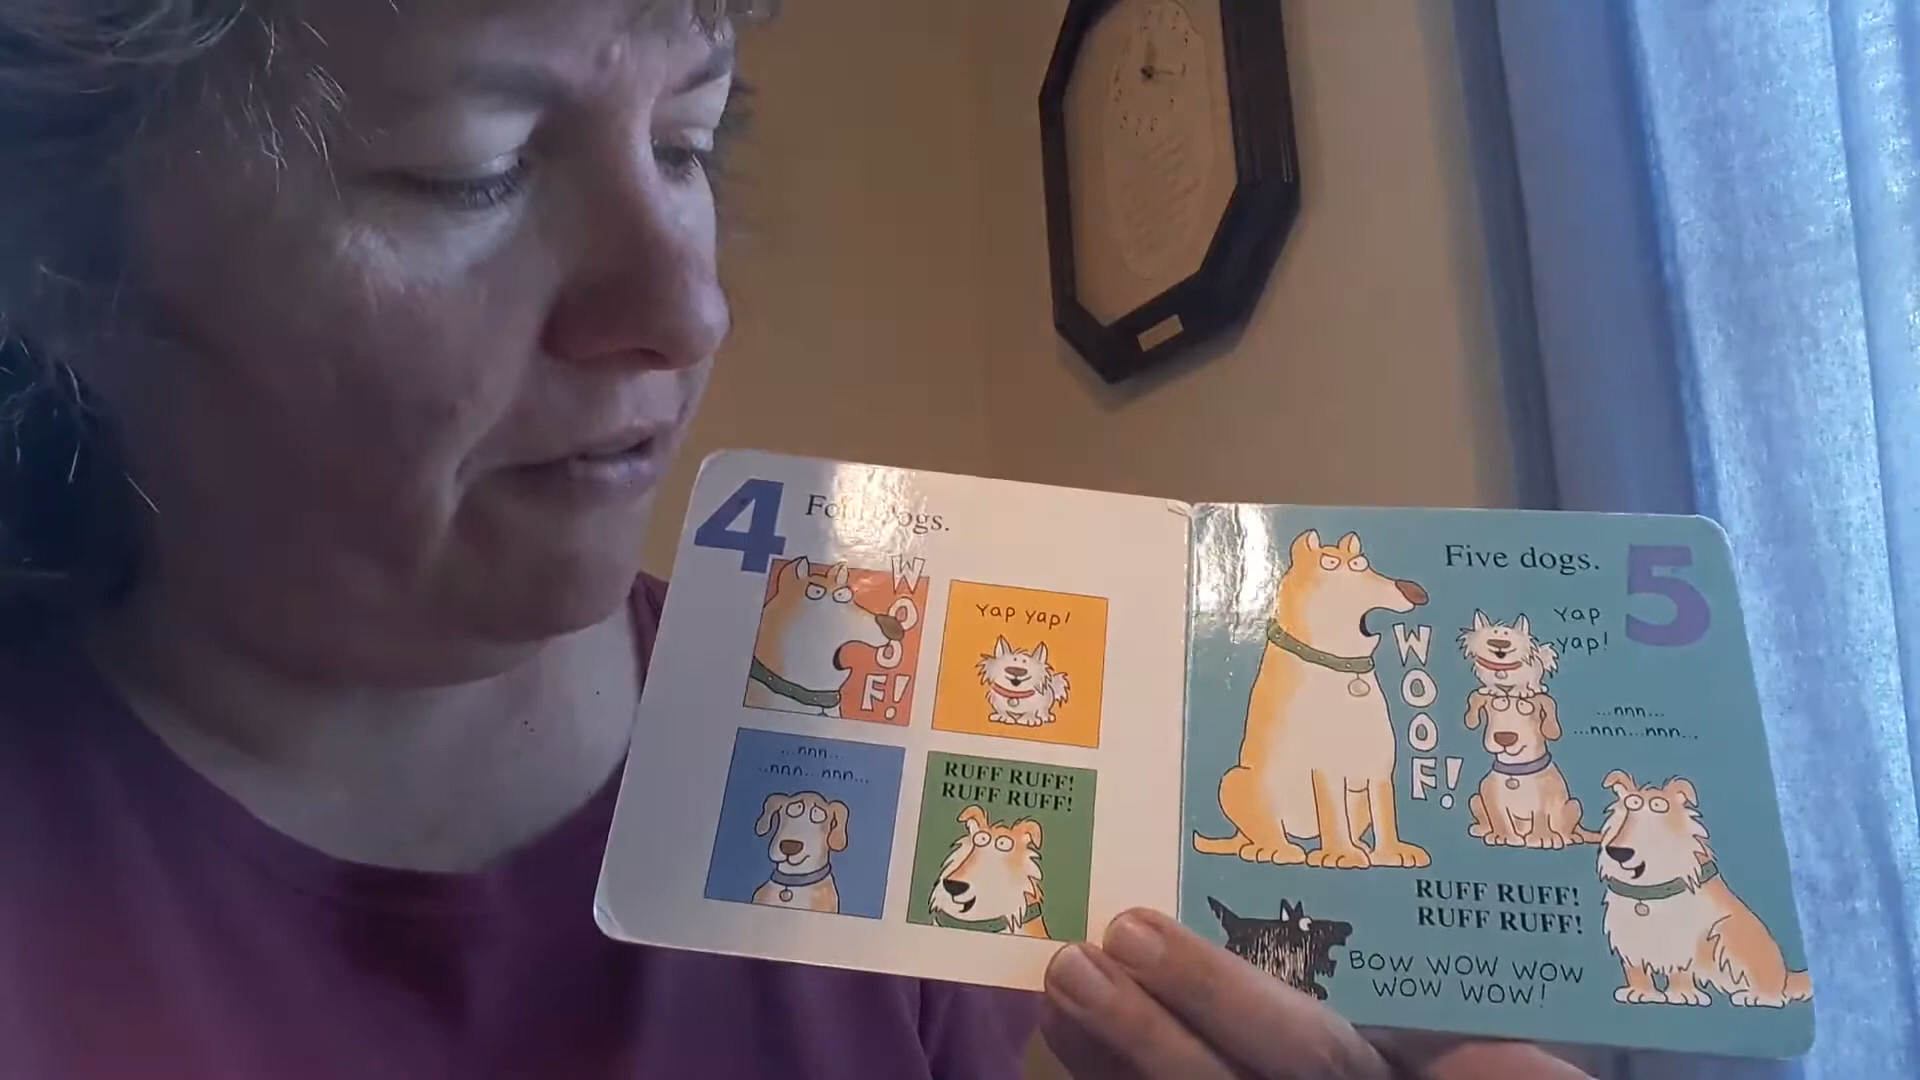 4
Four dogs.
WOOF!
Yap yap!
...nnn...
...nnn...nnn...
RUFF RUFF!
RUFF RUFF!
5
Five dogs.
WOOF!
Yap
yap!
...nnn...
...nnn...nnn...
RUFF RUFF!
RUFF RUFF!
BOW WOW WOW
WOW WOW!